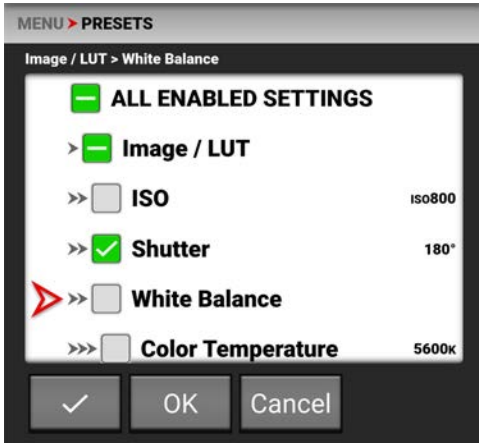 MENU > PRESETS
Image / LUT > White Balance
ALL ENABLED SETTINGS
> Image / LUT
>> ISO ISO800
>> Shutter 180°
>> White Balance
>>> Color Temperature 5600K
OK Cancel